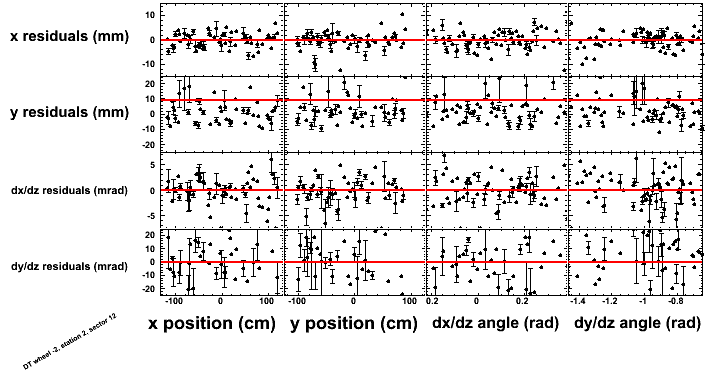 x residuals (mm)
10
0
-10
y residuals (mm)
20
10
0
-10
-20
dx/dz residuals (mrad)
5
0
-5
dy/dz residuals (mrad)
20
10
0
-10
-20
-100 0 100 -100 0 100 0.2 0 0.2 -1.4 -1.2 -1 -0.8
x position (cm) y position (cm) dx/dz angle (rad) dy/dz angle (rad)
DT wheel -2, station 2, sector 12